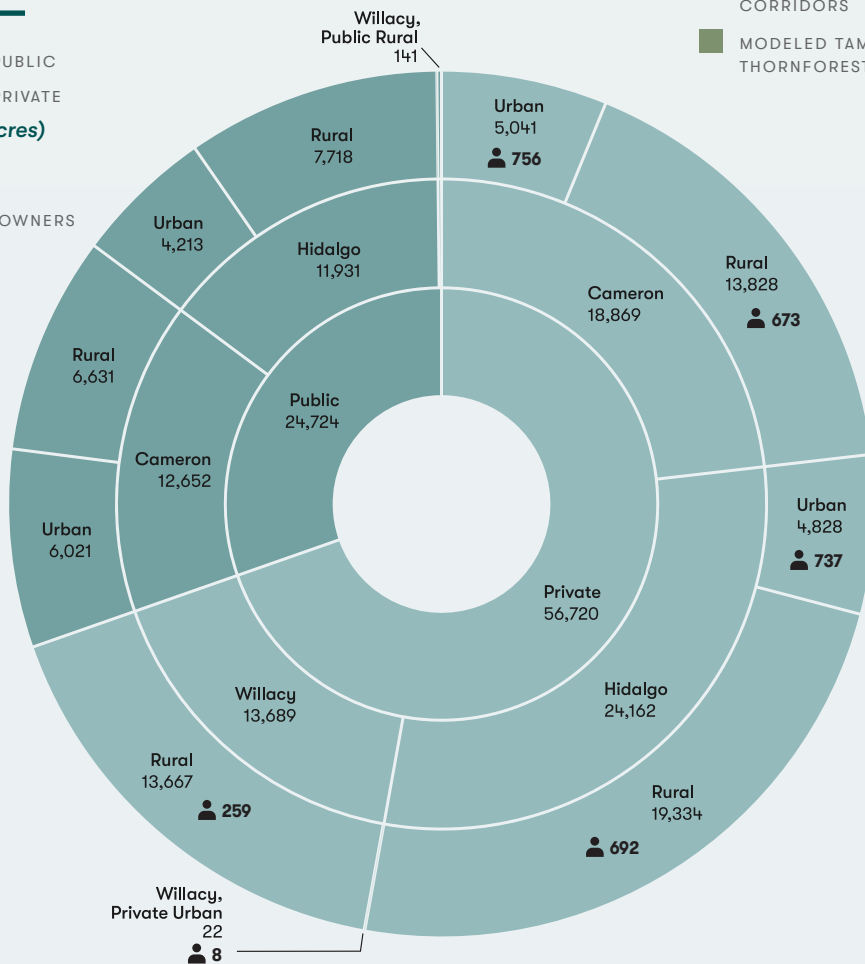 CORRIDORS
MODELED TAM
THORNFOREST
UBLIC
RIVATE
cres)
OWNERS
Willacy,
Public Rural
141
Urban
5,041
756
Rural
13,828
673
Cameron
18,869
Rural
7,718
Urban
4,213
Hidalgo
11,931
Rural
6,631
Public
24,724
Cameron
12,652
Urban
6,021
Urban
4,828
737
Private
56,720
Hidalgo
24,162
Willacy
13,689
Rural
13,667
259
Rural
19,334
692
Willacy,
Private Urban
22
8